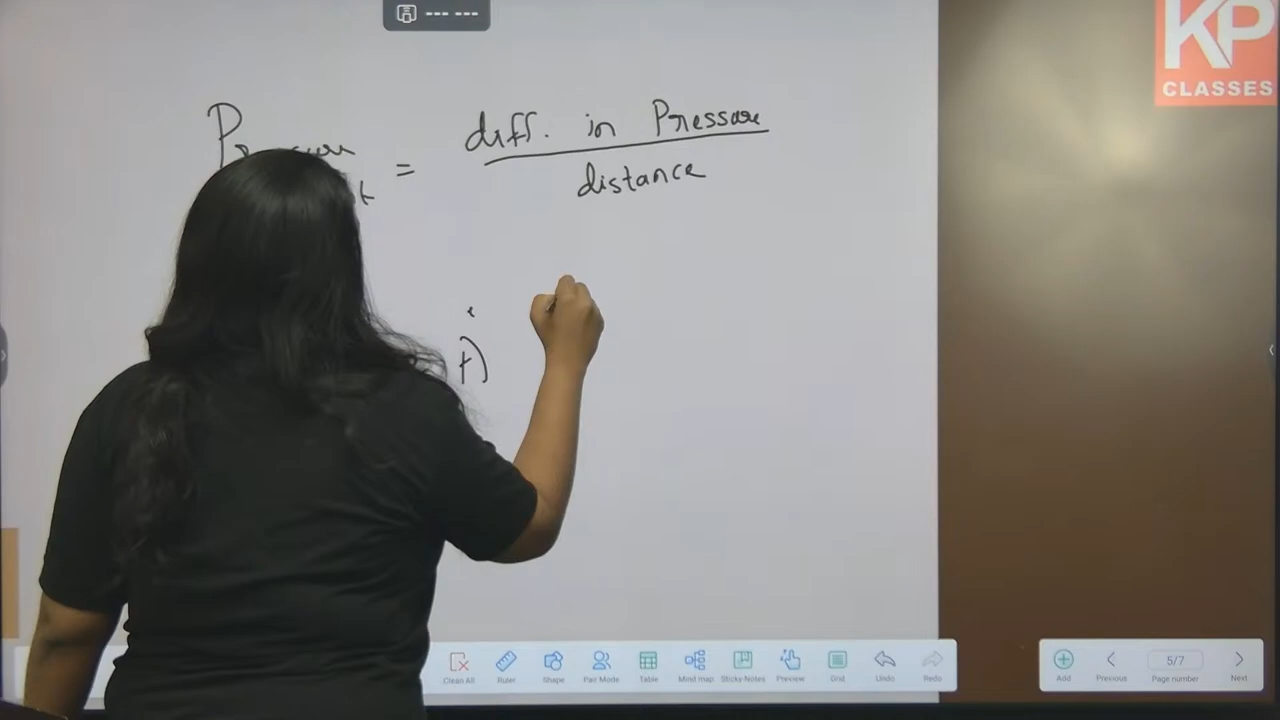 KP
CLASSES
diff. in Pressure
=
distance
Clean All Ruler Shape Pair Mode Table Mind map Sticky-Notes Preview Grid Undo Redo
Add Previous 5/7 Page number Next